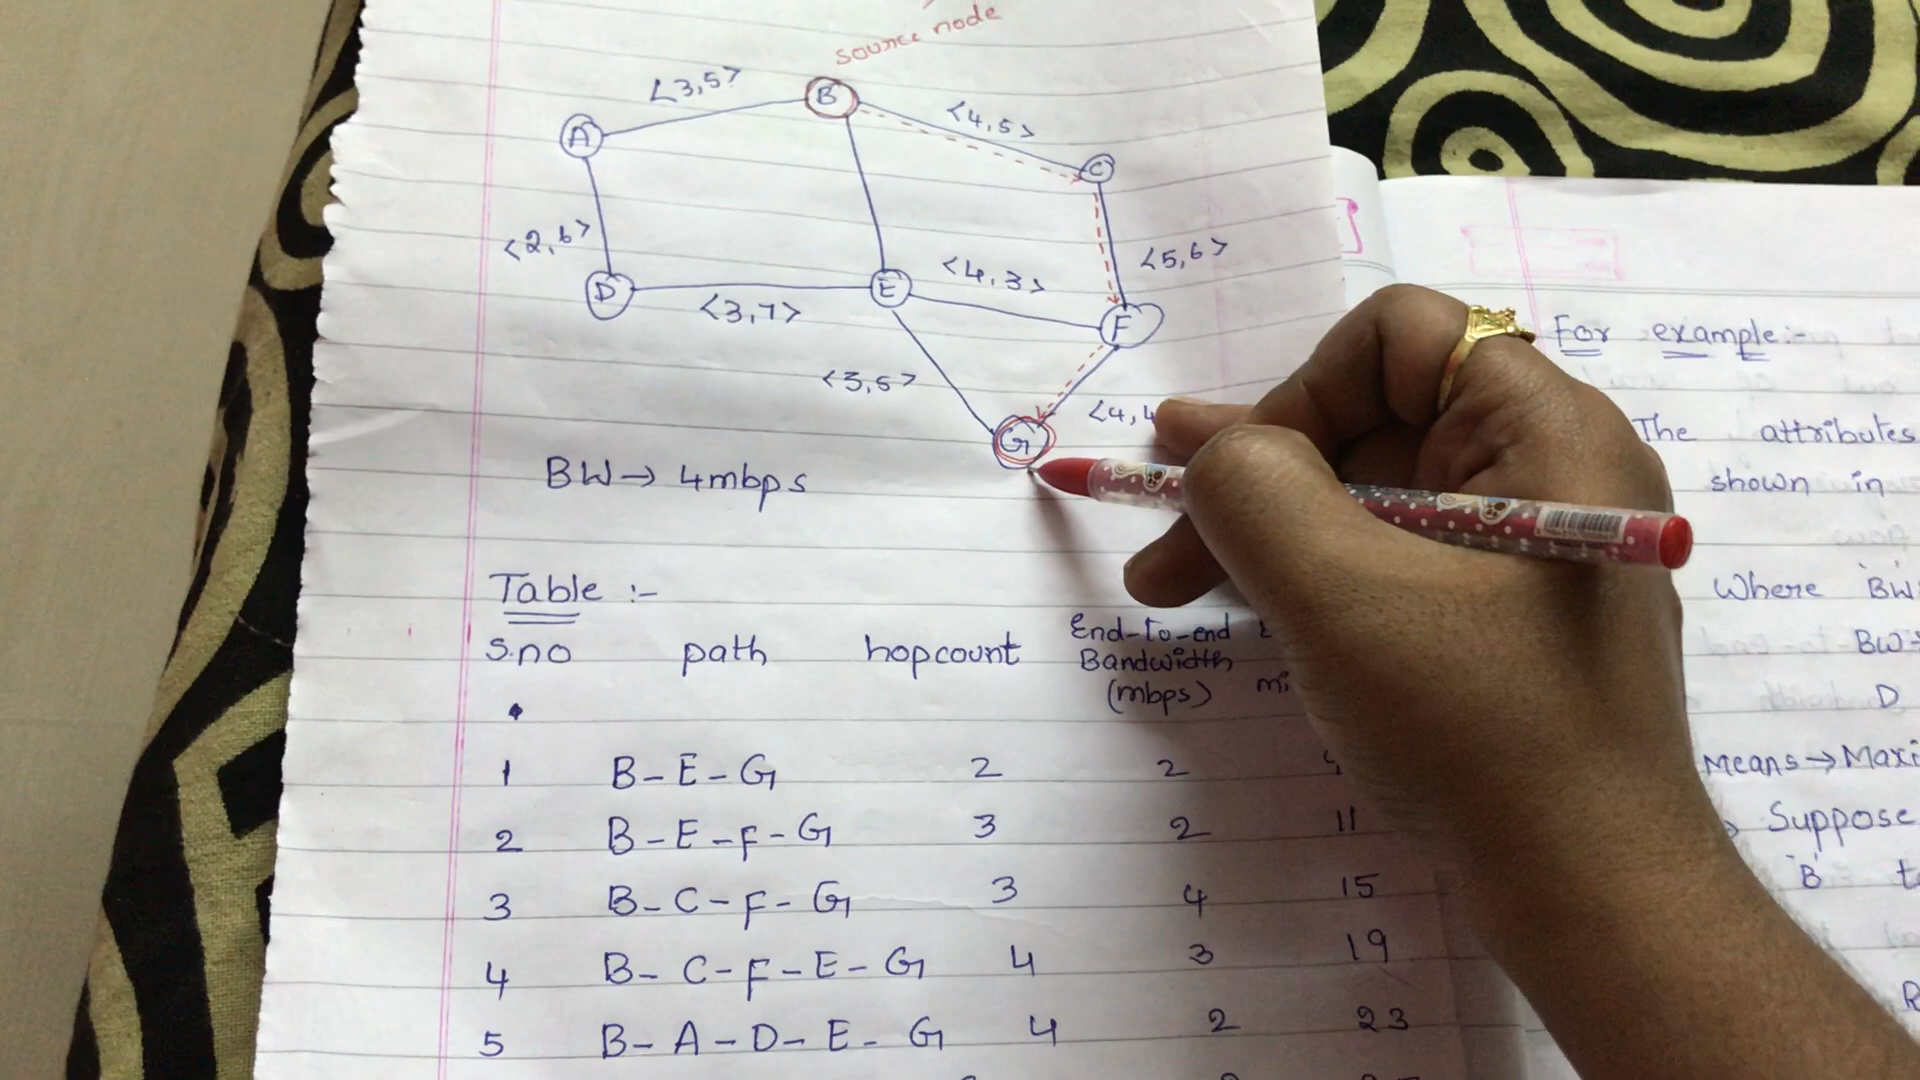 source node
<3,5>
B
<4,5>
A
C
<2,6>
<4,3>
<5,6>
D
E
<3,7>
F
<3,5>
<4,4
G
BW→ 4mbps
Table :-
S.no path hopcount End-to-end Bandwidth (mbps)
1 B-E-G 2 2
2 B-E-F-G 3 2 11
3 B-C-F-G 3 4 15
4 B-C-F-E-G 4 3 19
5 B-A-D-E-G 4 2 23
For example:-
The attributes
shown in
Where 'BW'
BW→
D
Means→Maxi
Suppose
'B'